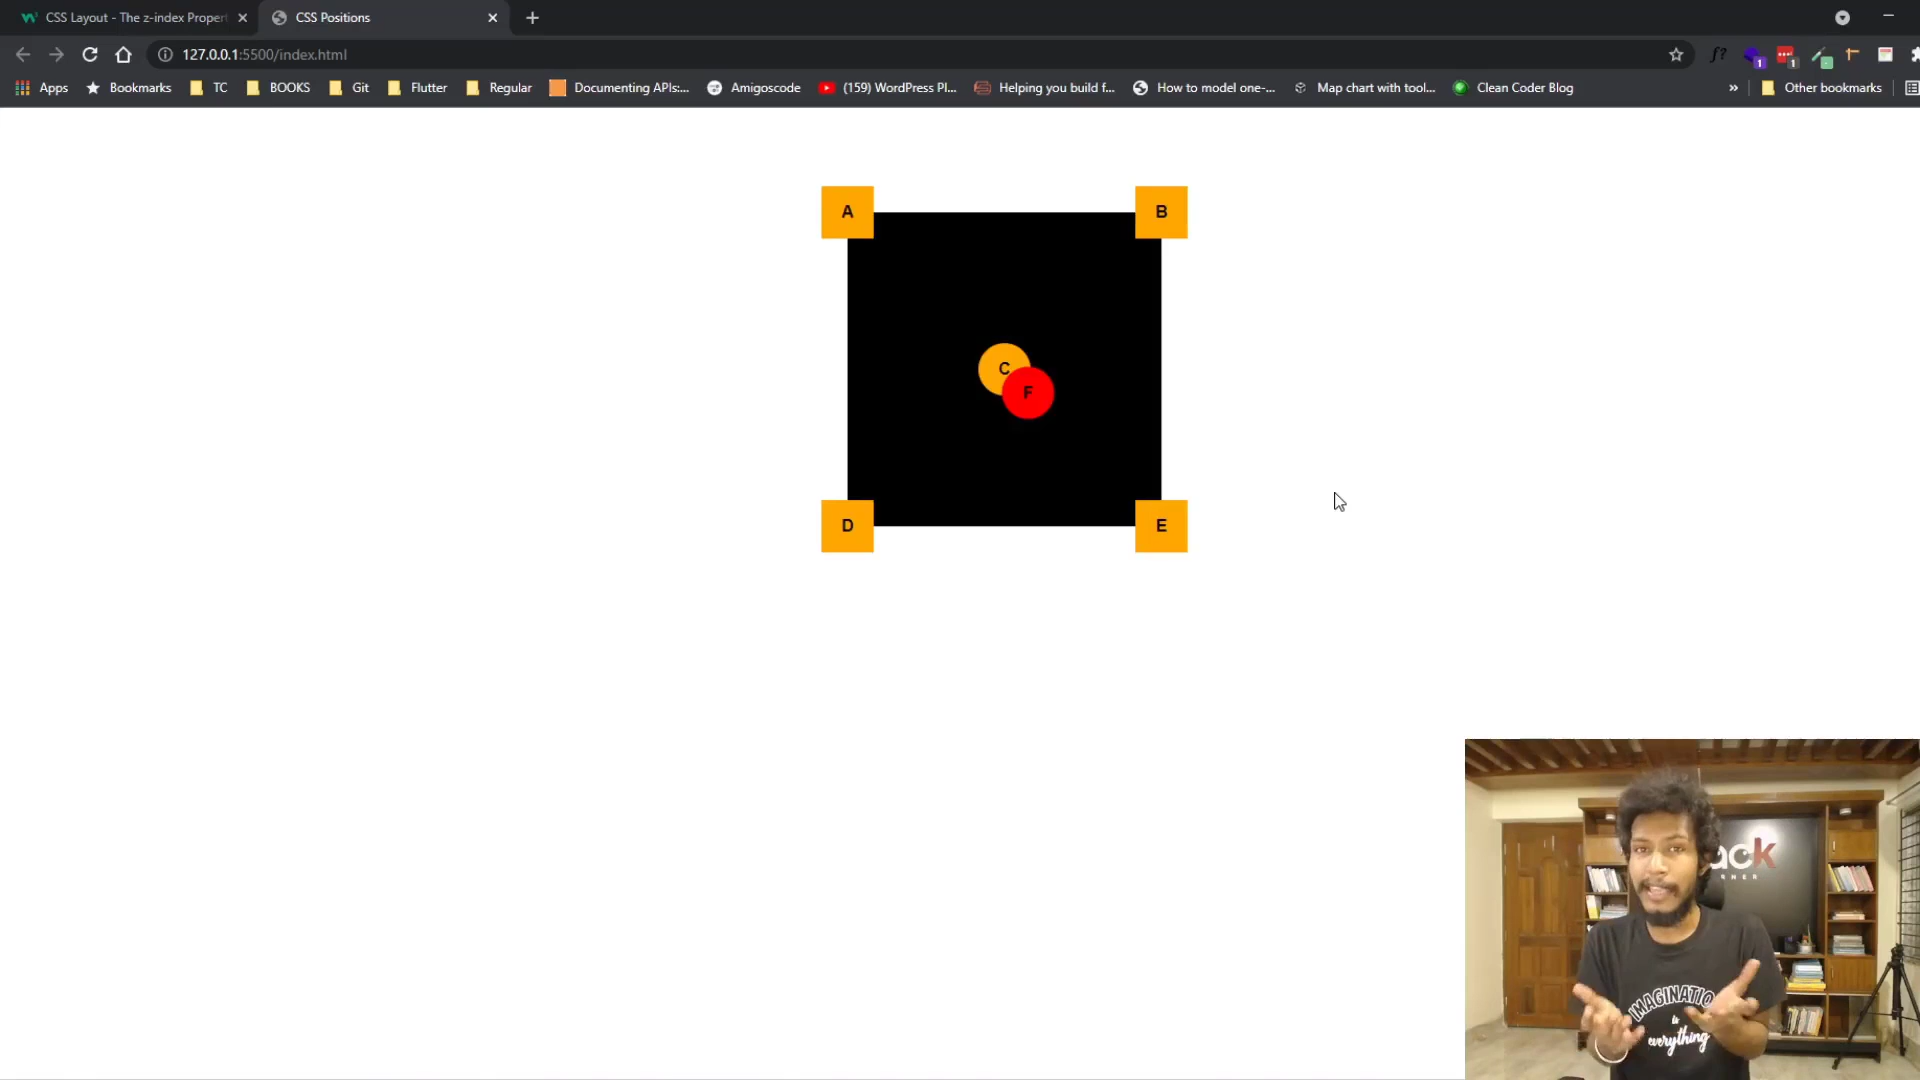 CSS Layout - The z-index Proper
CSS Positions
127.0.0.1:5500/index.html
Apps
Bookmarks
TC
BOOKS
Git
Flutter
Regular
Documenting APIs:...
Amigoscode
(159) WordPress Pl...
Helping you build f...
How to model one-...
Map chart with tool...
Clean Coder Blog
»
Other bookmarks
A
B
C
F
D
E
IMAGINATIO
is
everything